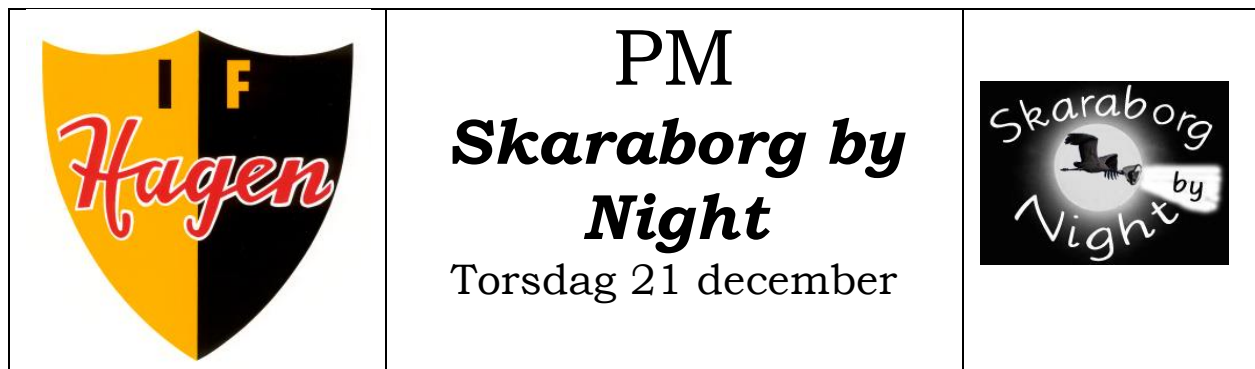 I F
Hagen
PM
Skaraborg by
Night
Torsdag 21 december
Skaraborg
by
Night